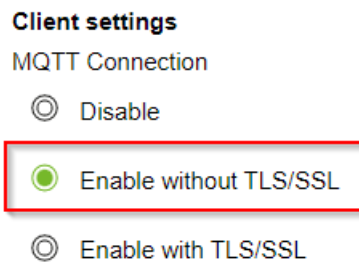 Client settings
MQTT Connection
Disable
Enable without TLS/SSL
Enable with TLS/SSL